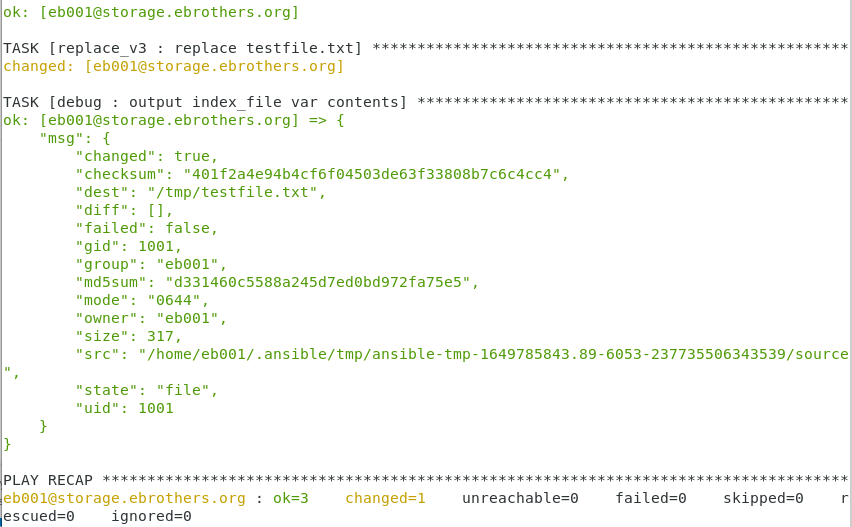 ok: [eb001@storage.ebrothers.org]
TASK [replace_v3 : replace testfile.txt] *****************************************************
changed: [eb001@storage.ebrothers.org]
TASK [debug : output index_file var contents] ************************************************
ok: [eb001@storage.ebrothers.org] => {
    "msg": {
        "changed": true,
        "checksum": "401f2a4e94b4cf6f04503de63f33808b7c6c4cc4",
        "dest": "/tmp/testfile.txt",
        "diff": [],
        "failed": false,
        "gid": 1001,
        "group": "eb001",
        "md5sum": "d331460c5588a245d7ed0bd972fa75e5",
        "mode": "0644",
        "owner": "eb001",
        "size": 317,
        "src": "/home/eb001/.ansible/tmp/ansible-tmp-1649785843.89-6053-237735506343539/source
",
        "state": "file",
        "uid": 1001
    }
}
PLAY RECAP ***********************************************************************************
eb001@storage.ebrothers.org : ok=3    changed=1    unreachable=0    failed=0    skipped=0    r
escued=0    ignored=0